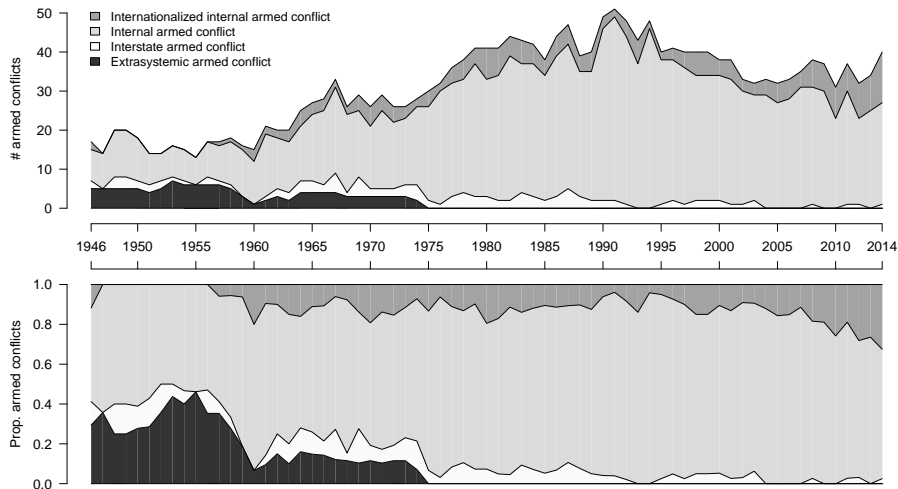 Internationalized internal armed conflict
Internal armed conflict
Interstate armed conflict
Extrasystemic armed conflict
# armed conflicts
50
40
30
20
10
0
1946 1950 1955 1960 1965 1970 1975 1980 1985 1990 1995 2000 2005 2010 2014
Prop. armed conflicts
1.0
0.8
0.6
0.4
0.2
0.0